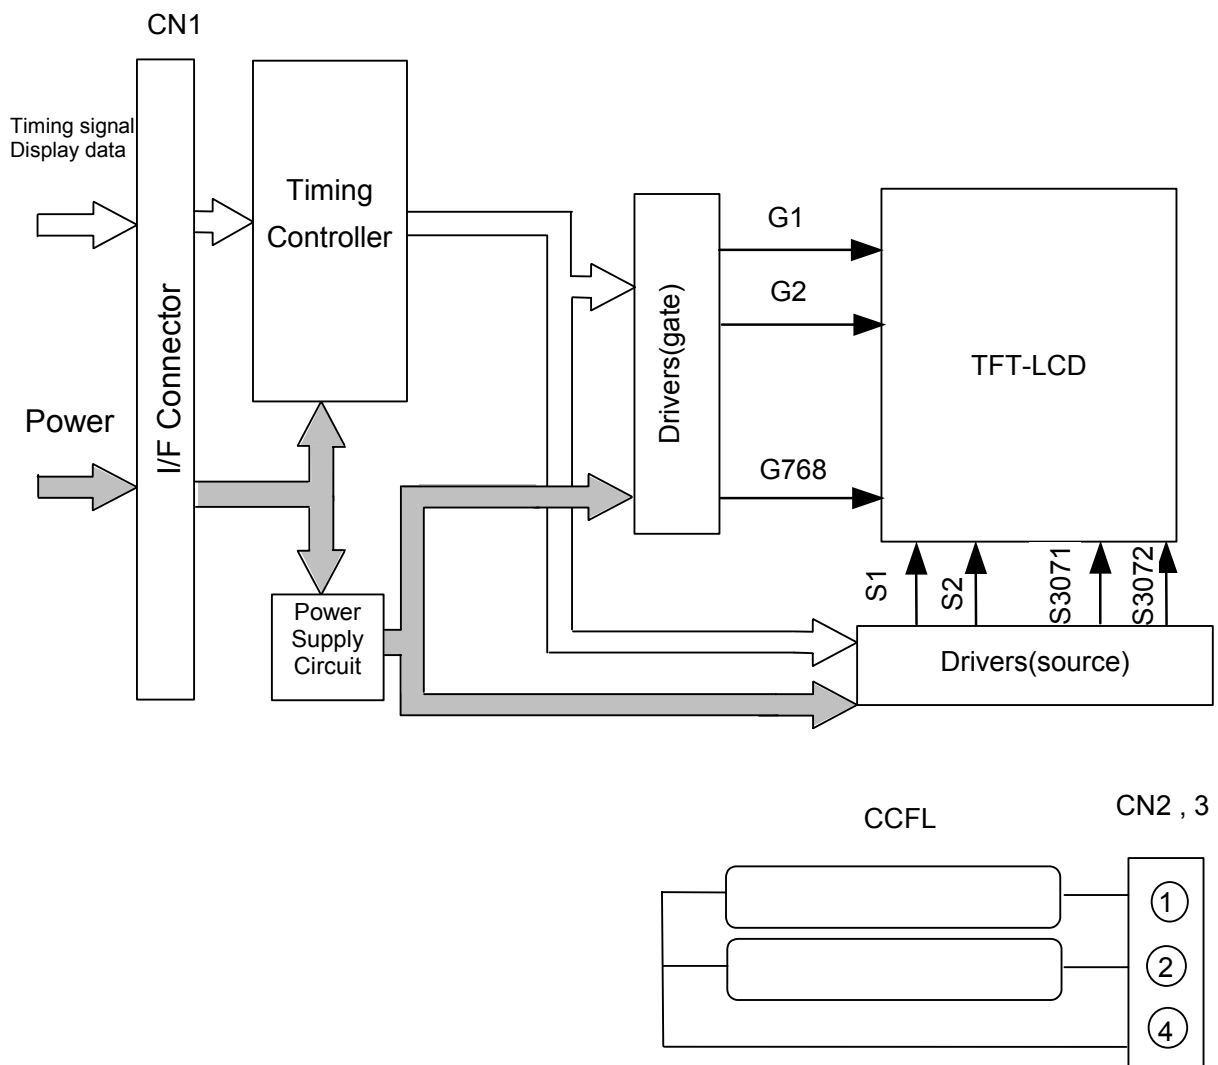 CN1
Timing signal
Display data
Timing
Controller
I/F Connector
Power
Power
Supply
Circuit
Drivers(gate)
G1
G2
G768
TFT-LCD
S1
S2
S3071
S3072
Drivers(source)
CCFL
CN2 , 3
1
2
4